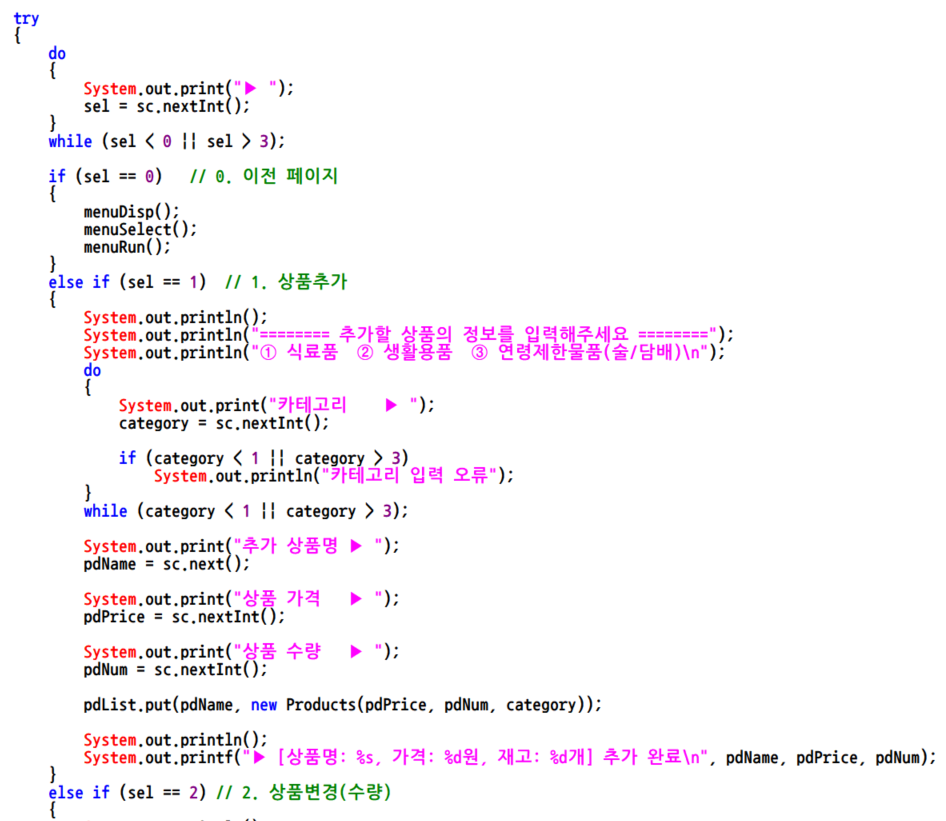 try
{
    do
    {
        System.out.print("▶ ");
        sel = sc.nextInt();
    }
    while (sel < 0 || sel > 3);

    if (sel == 0)   // 0. 이전 페이지
    {
        menuDisp();
        menuSelect();
        menuRun();
    }
    else if (sel == 1)  // 1. 상품추가
    {
        System.out.println();
        System.out.println("======== 추가할 상품의 정보를 입력해주세요 ========");
        System.out.println("① 식료품  ② 생활용품  ③ 연령제한물품(술/담배)\n");
        do
        {
            System.out.print("카테고리    ▶ ");
            category = sc.nextInt();

            if (category < 1 || category > 3)
                System.out.println("카테고리 입력 오류");
        }
        while (category < 1 || category > 3);

        System.out.print("추가 상품명 ▶ ");
        pdName = sc.next();

        System.out.print("상품 가격   ▶ ");
        pdPrice = sc.nextInt();

        System.out.print("상품 수량   ▶ ");
        pdNum = sc.nextInt();

        pdList.put(pdName, new Products(pdPrice, pdNum, category));

        System.out.println();
        System.out.printf("▶ [상품명: %s, 가격: %d원, 재고: %d개] 추가 완료\n", pdName, pdPrice, pdNum);
    }
    else if (sel == 2) // 2. 상품변경(수량)
    {